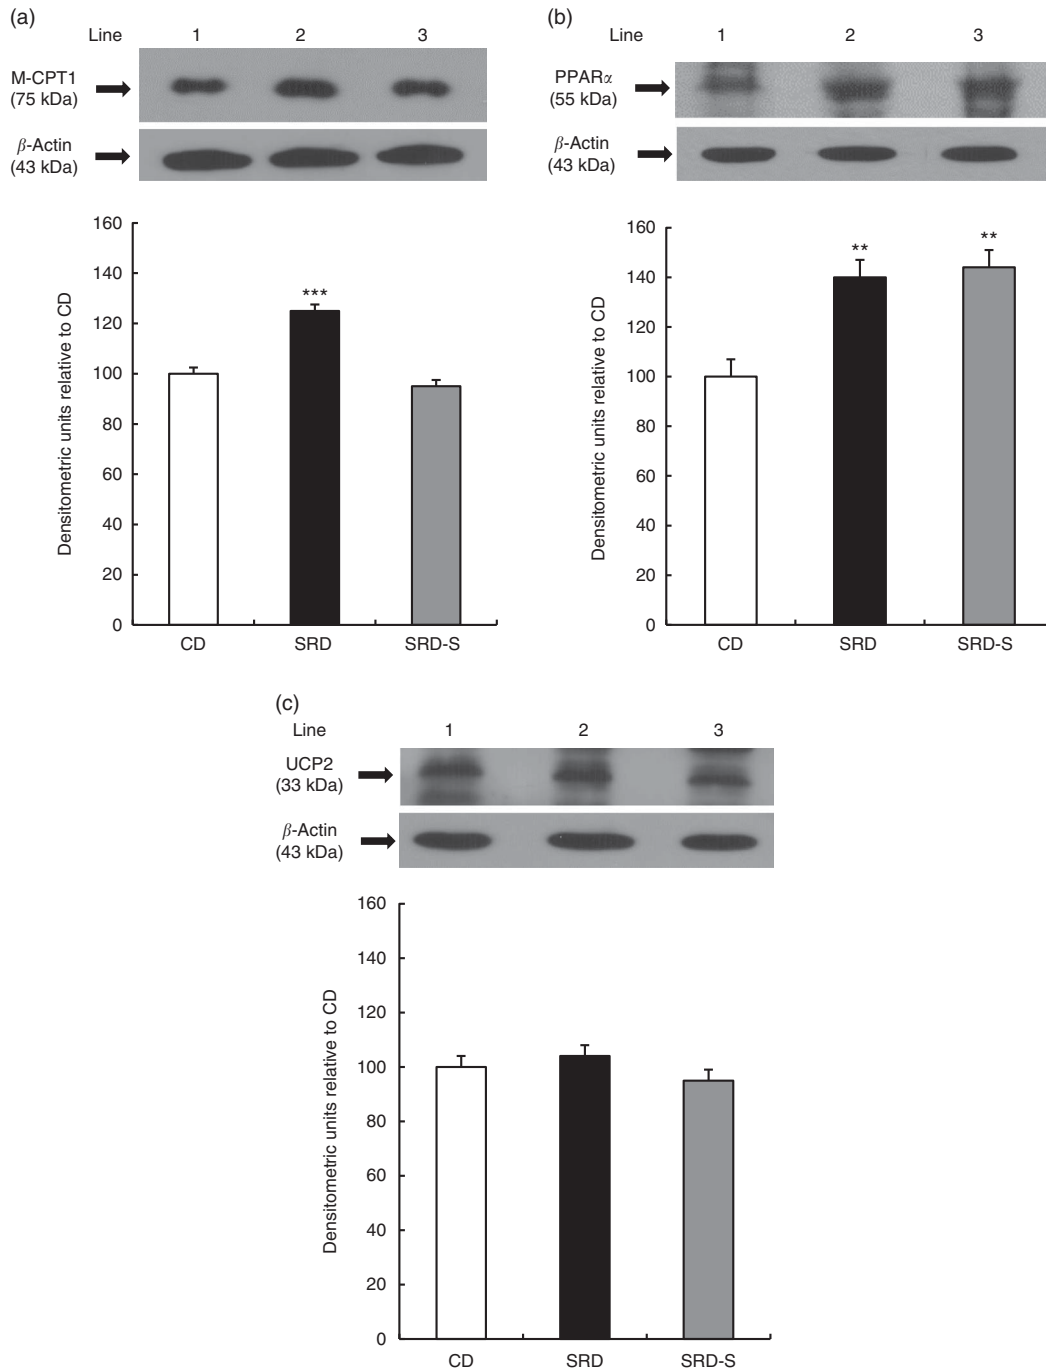 (a)
Line 1 2 3
M-CPT1
(75 kDa)
β-Actin
(43 kDa)
160
140
120
100
80
60
40
20
0
Densitometric units relative to CD
***
CD SRD SRD-S
(b)
Line 1 2 3
PPARα
(55 kDa)
β-Actin
(43 kDa)
160
140
120
100
80
60
40
20
0
Densitometric units relative to CD
** **
CD SRD SRD-S
(c)
Line 1 2 3
UCP2
(33 kDa)
β-Actin
(43 kDa)
160
140
120
100
80
60
40
20
0
Densitometric units relative to CD
CD SRD SRD-S